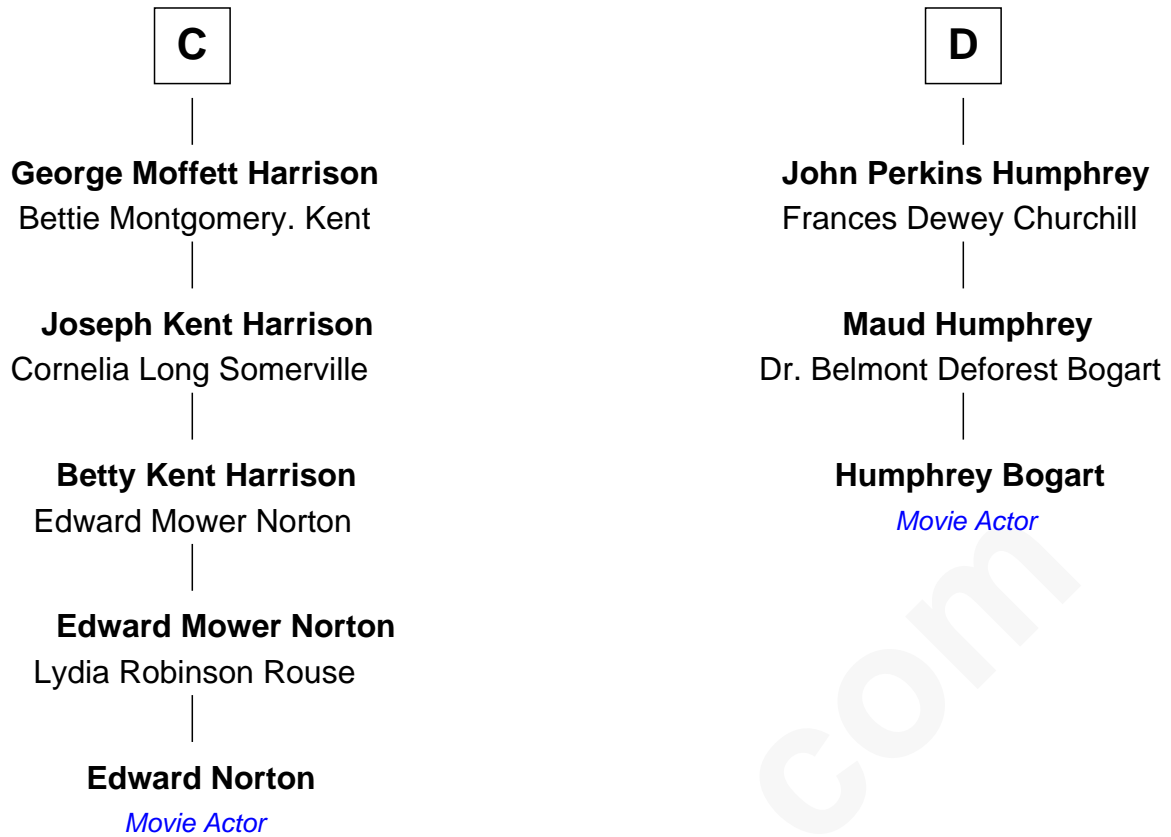 C
George Moffett Harrison
Bettie Montgomery. Kent
Joseph Kent Harrison
Cornelia Long Somerville
Betty Kent Harrison
Edward Mower Norton
Edward Mower Norton
Lydia Robinson Rouse
Edward Norton
Movie Actor
D
John Perkins Humphrey
Frances Dewey Churchill
Maud Humphrey
Dr. Belmont Deforest Bogart
Humphrey Bogart
Movie Actor
com